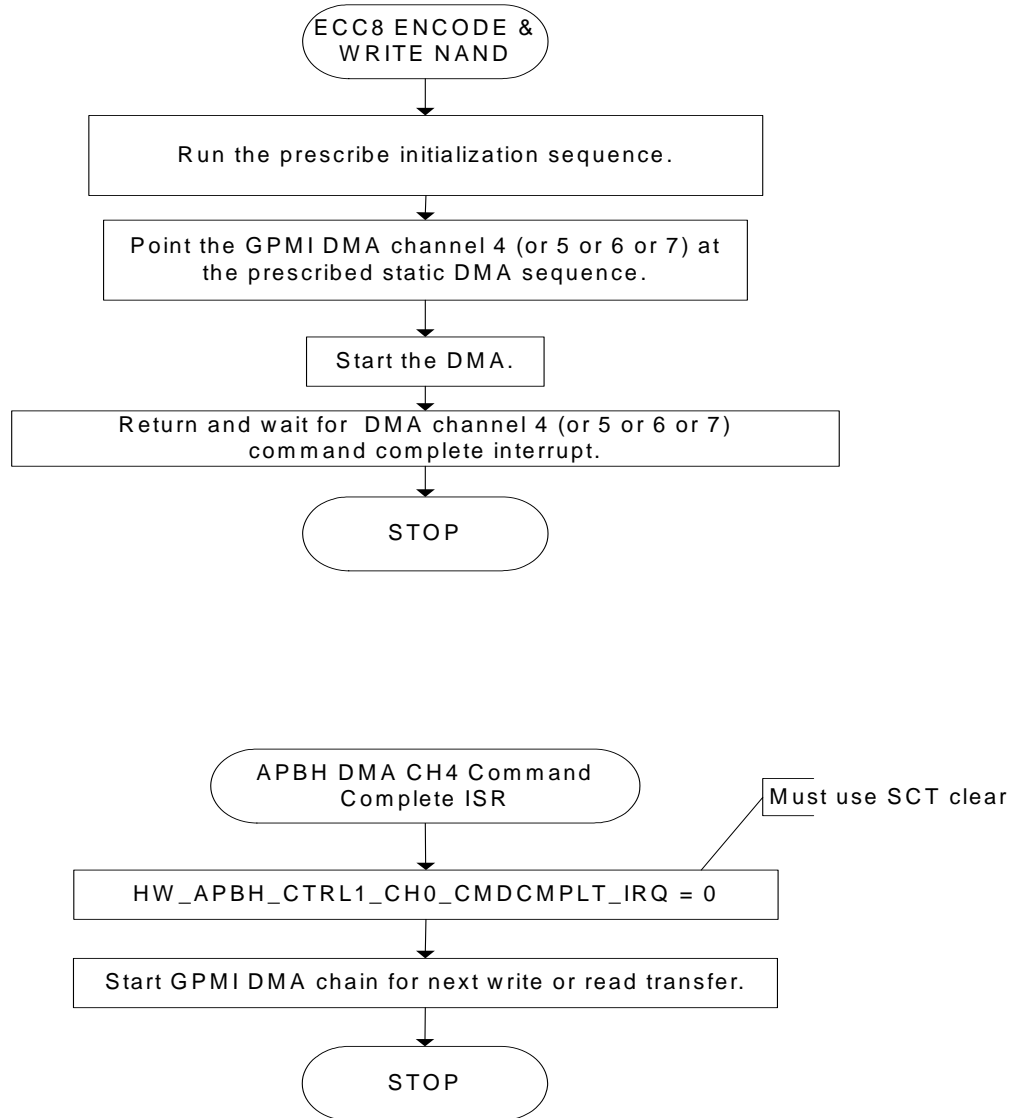 ECC8 ENCODE &
WRITE NAND
Run the prescribe initialization sequence.
Point the GPMI DMA channel 4 (or 5 or 6 or 7) at
the prescribed static DMA sequence.
Start the DMA.
Return and wait for DMA channel 4 (or 5 or 6 or 7)
command complete interrupt.
STOP
APBH DMA CH4 Command
Complete ISR
Must use SCT clear
HW_APBH_CTRL1_CH0_CMDCMPLT_IRQ = 0
Start GPMI DMA chain for next write or read transfer.
STOP